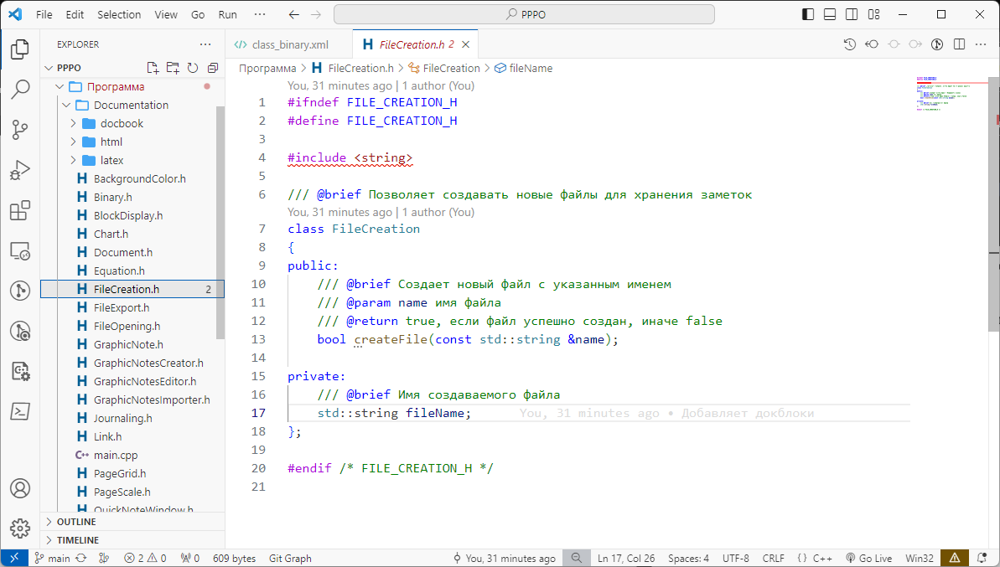 File Edit Selection View Go Run ··· PPPO
EXPLORER ···
PPPO
Программа
Documentation
docbook
html
latex
BackgroundColor.h
Binary.h
BlockDisplay.h
Chart.h
Document.h
Equation.h
FileCreation.h 2
FileExport.h
FileOpening.h
GraphicNote.h
GraphicNotesCreator.h
GraphicNotesEditor.h
GraphicNotesImporter.h
Journaling.h
Link.h
main.cpp
PageGrid.h
PageScale.h
QuickNoteWindow.h
OUTLINE
TIMELINE
class_binary.xml FileCreation.h 2
Программа > FileCreation.h > FileCreation > fileName
You, 31 minutes ago | 1 author (You)
1 #ifndef FILE_CREATION_H
2 #define FILE_CREATION_H
3
4 #include <string>
5
6 /// @brief Позволяет создавать новые файлы для хранения заметок
You, 31 minutes ago | 1 author (You)
7 class FileCreation
8 {
9 public:
10 /// @brief Создает новый файл с указанным именем
11 /// @param name имя файла
12 /// @return true, если файл успешно создан, иначе false
13 bool createFile(const std::string &name);
14
15 private:
16 /// @brief Имя создаваемого файла
17 std::string fileName; You, 31 minutes ago • Добавляет докблоки
18 };
19
20 #endif /* FILE_CREATION_H */
21
main 2 0 0 609 bytes Git Graph You, 31 minutes ago Ln 17, Col 26 Spaces: 4 UTF-8 CRLF {} C++ Go Live Win32